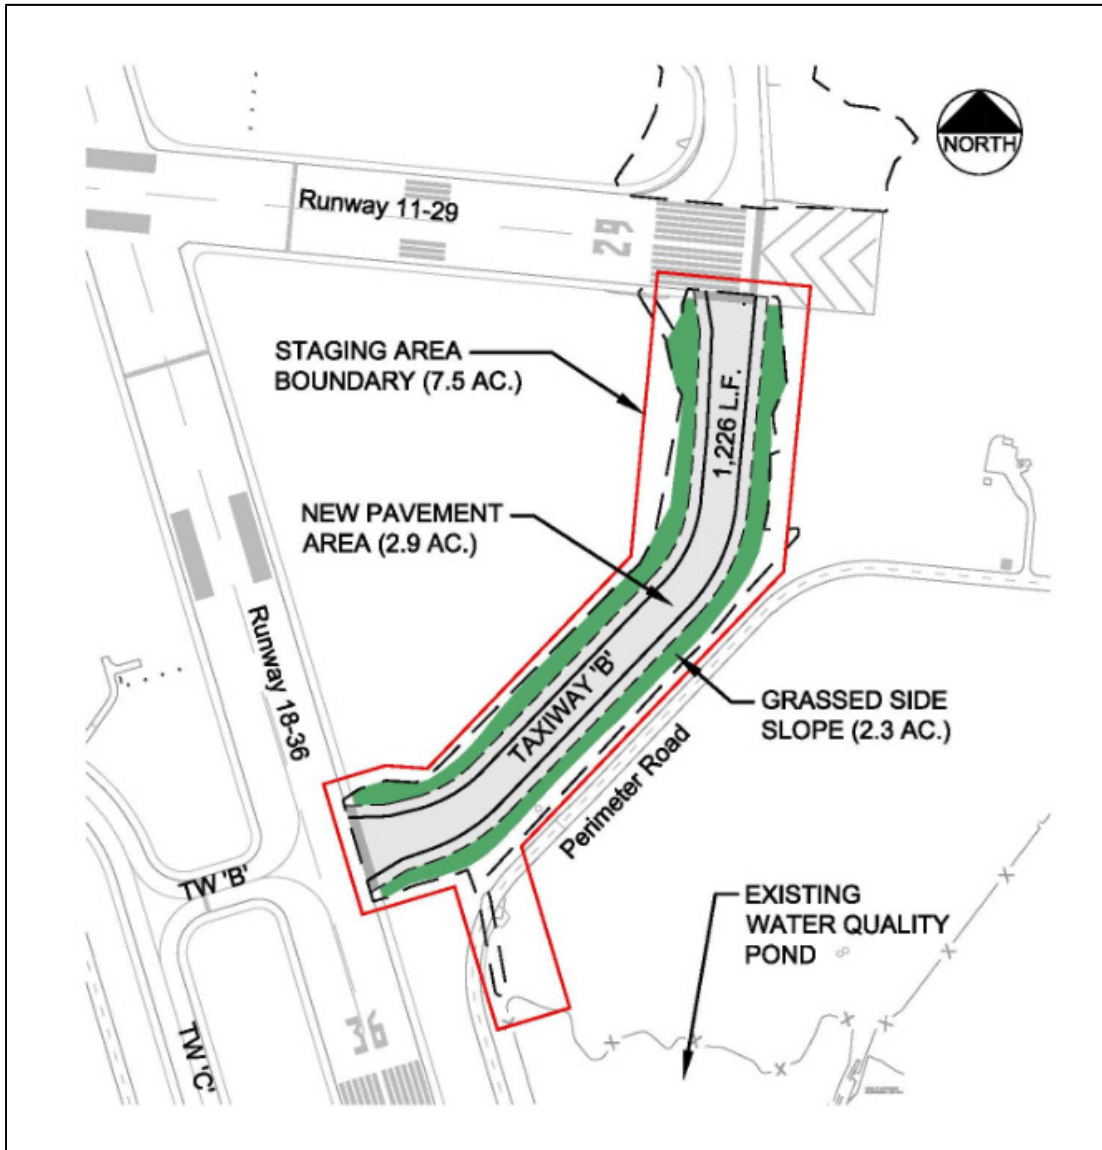 NORTH
Runway 11-29
29
STAGING AREA
BOUNDARY (7.5 AC.)
1,226 L.F.
NEW PAVEMENT
AREA (2.9 AC.)
Runway 18-36
TAXIWAY 'B'
GRASSED SIDE
SLOPE (2.3 AC.)
Perimeter Road
TW 'B'
EXISTING
WATER QUALITY
POND
36
TW 'C'